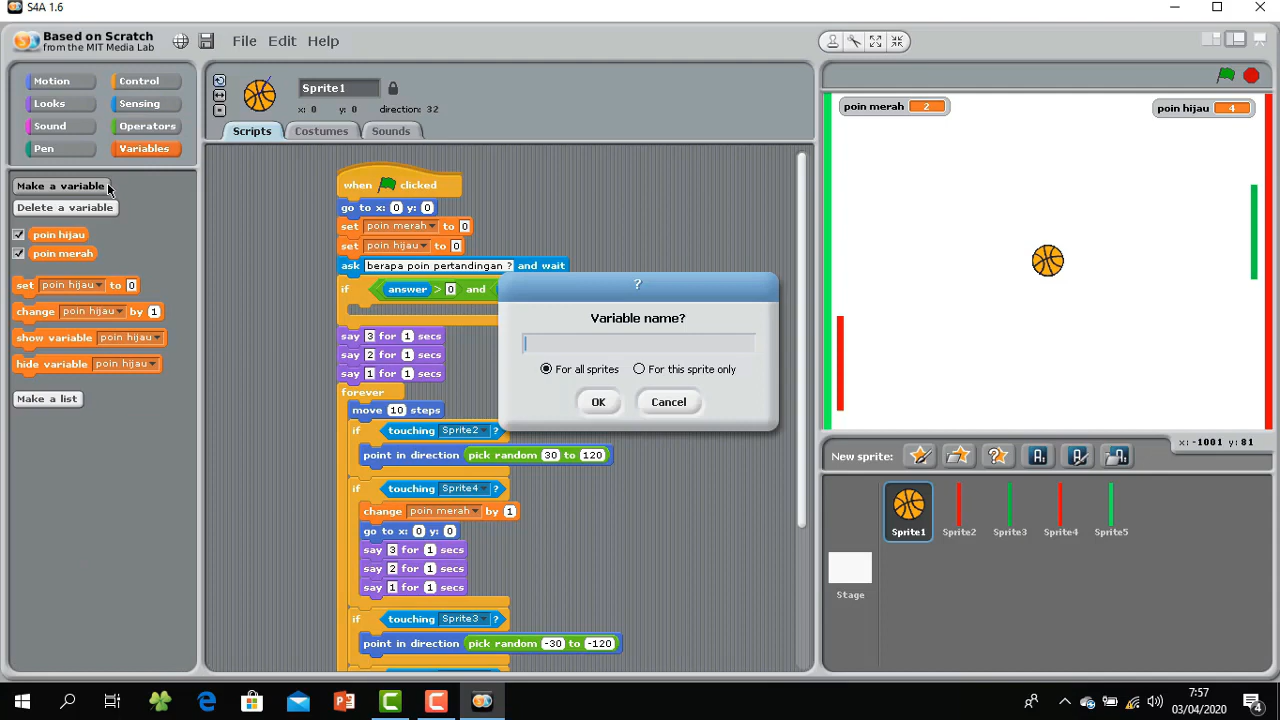 S4A 1.6
Based on Scratch
from the MIT Media Lab
File Edit Help
Motion Control
Looks Sensing
Sound Operators
Pen Variables
Make a variable
Delete a variable
poin hijau
poin merah
set poin hijau to 0
change poin hijau by 1
show variable poin hijau
hide variable poin hijau
Make a list
Sprite1
x: 0 y: 0 direction: 32
Scripts Costumes Sounds
when clicked
go to x: 0 y: 0
set poin merah to 0
set poin hijau to 0
ask berapa poin pertandingan ? and wait
if answer > 0 and
say 3 for 1 secs
say 2 for 1 secs
say 1 for 1 secs
forever
move 10 steps
if touching Sprite2 ?
point in direction pick random 30 to 120
if touching Sprite4 ?
change poin merah by 1
go to x: 0 y: 0
say 3 for 1 secs
say 2 for 1 secs
say 1 for 1 secs
if touching Sprite3 ?
point in direction pick random -30 to -120
?
Variable name?
For all sprites For this sprite only
OK Cancel
poin merah 2
poin hijau 4
x: -1001 y: 81
New sprite:
Sprite1 Sprite2 Sprite3 Sprite4 Sprite5
Stage
7:57
03/04/2020
4